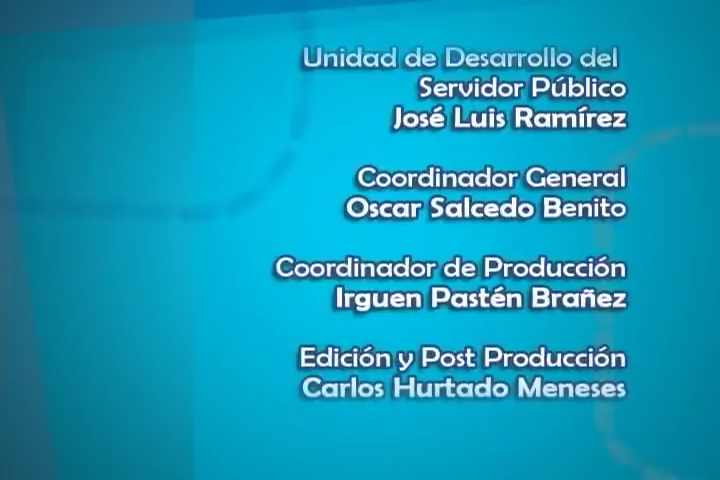 Unidad de Desarrollo del
Servidor Público
José Luis Ramírez
Coordinador General
Oscar Salcedo Benito
Coordinador de Producción
Irguen Pastén Brañez
Edición y Post Producción
Carlos Hurtado Meneses